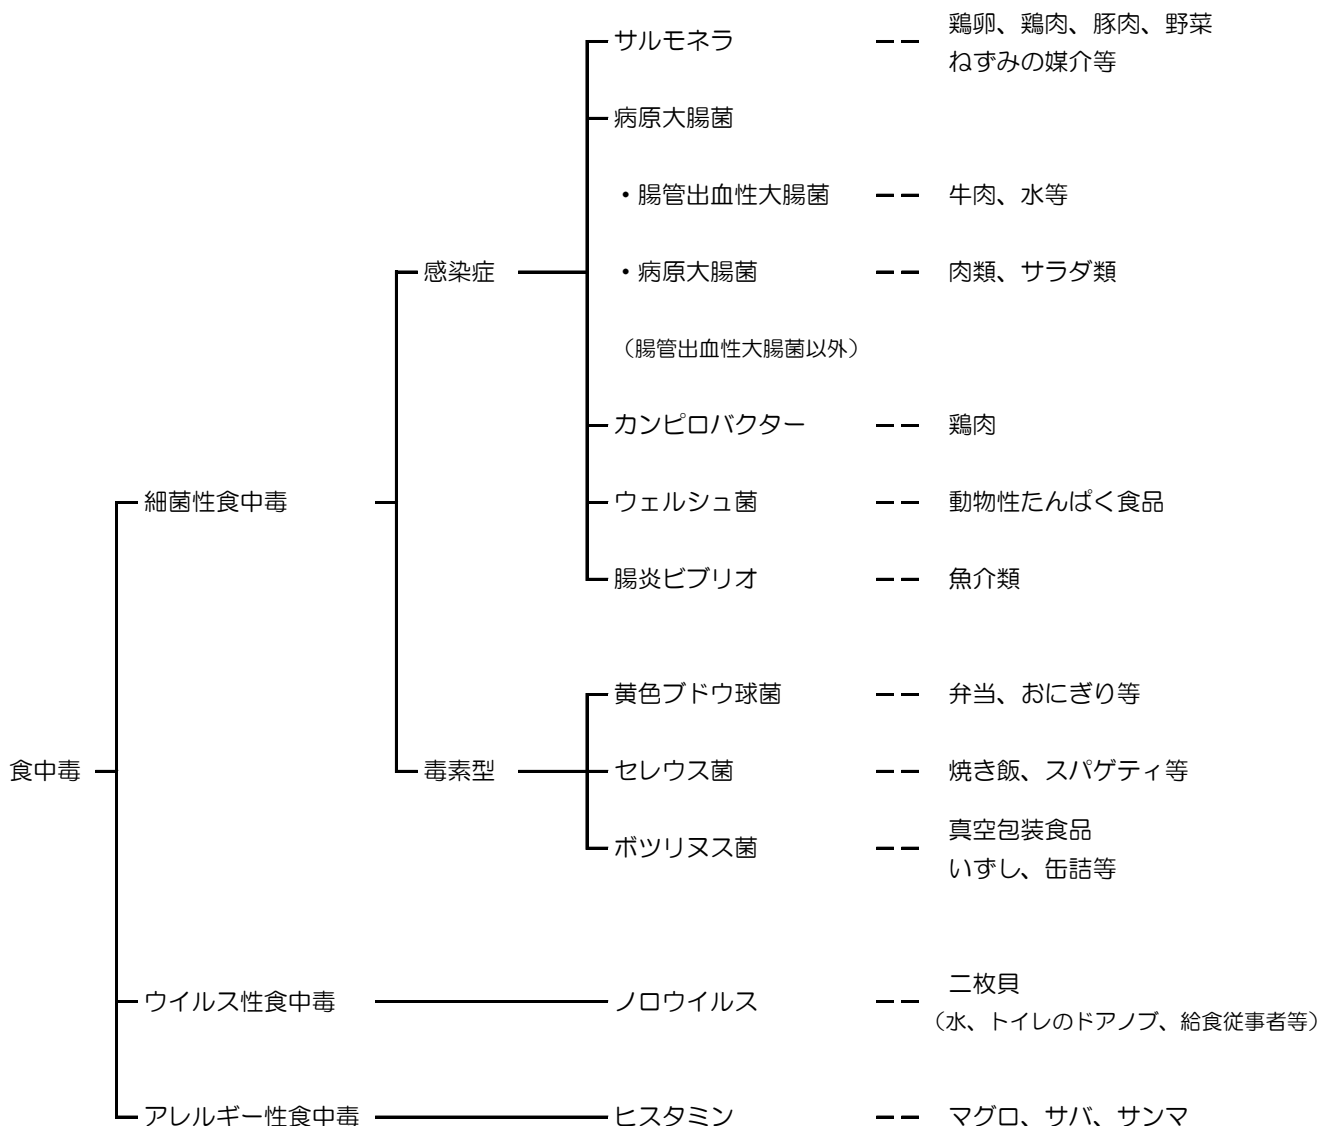 サルモネラ
鶏卵、鶏肉、豚肉、野菜
ねずみの媒介等
病原大腸菌
・腸管出血性大腸菌
牛肉、水等
感染症
・病原大腸菌
肉類、サラダ類
（腸管出血性大腸菌以外）
カンピロバクター
鶏肉
細菌性食中毒
ウェルシュ菌
動物性たんぱく食品
腸炎ビブリオ
魚介類
黄色ブドウ球菌
弁当、おにぎり等
食中毒
毒素型
セレウス菌
焼き飯、スパゲティ等
ボツリヌス菌
真空包装食品
いずし、缶詰等
ウイルス性食中毒
ノロウイルス
二枚貝
（水、トイレのドアノブ、給食従事者等）
アレルギー性食中毒
ヒスタミン
マグロ、サバ、サンマ